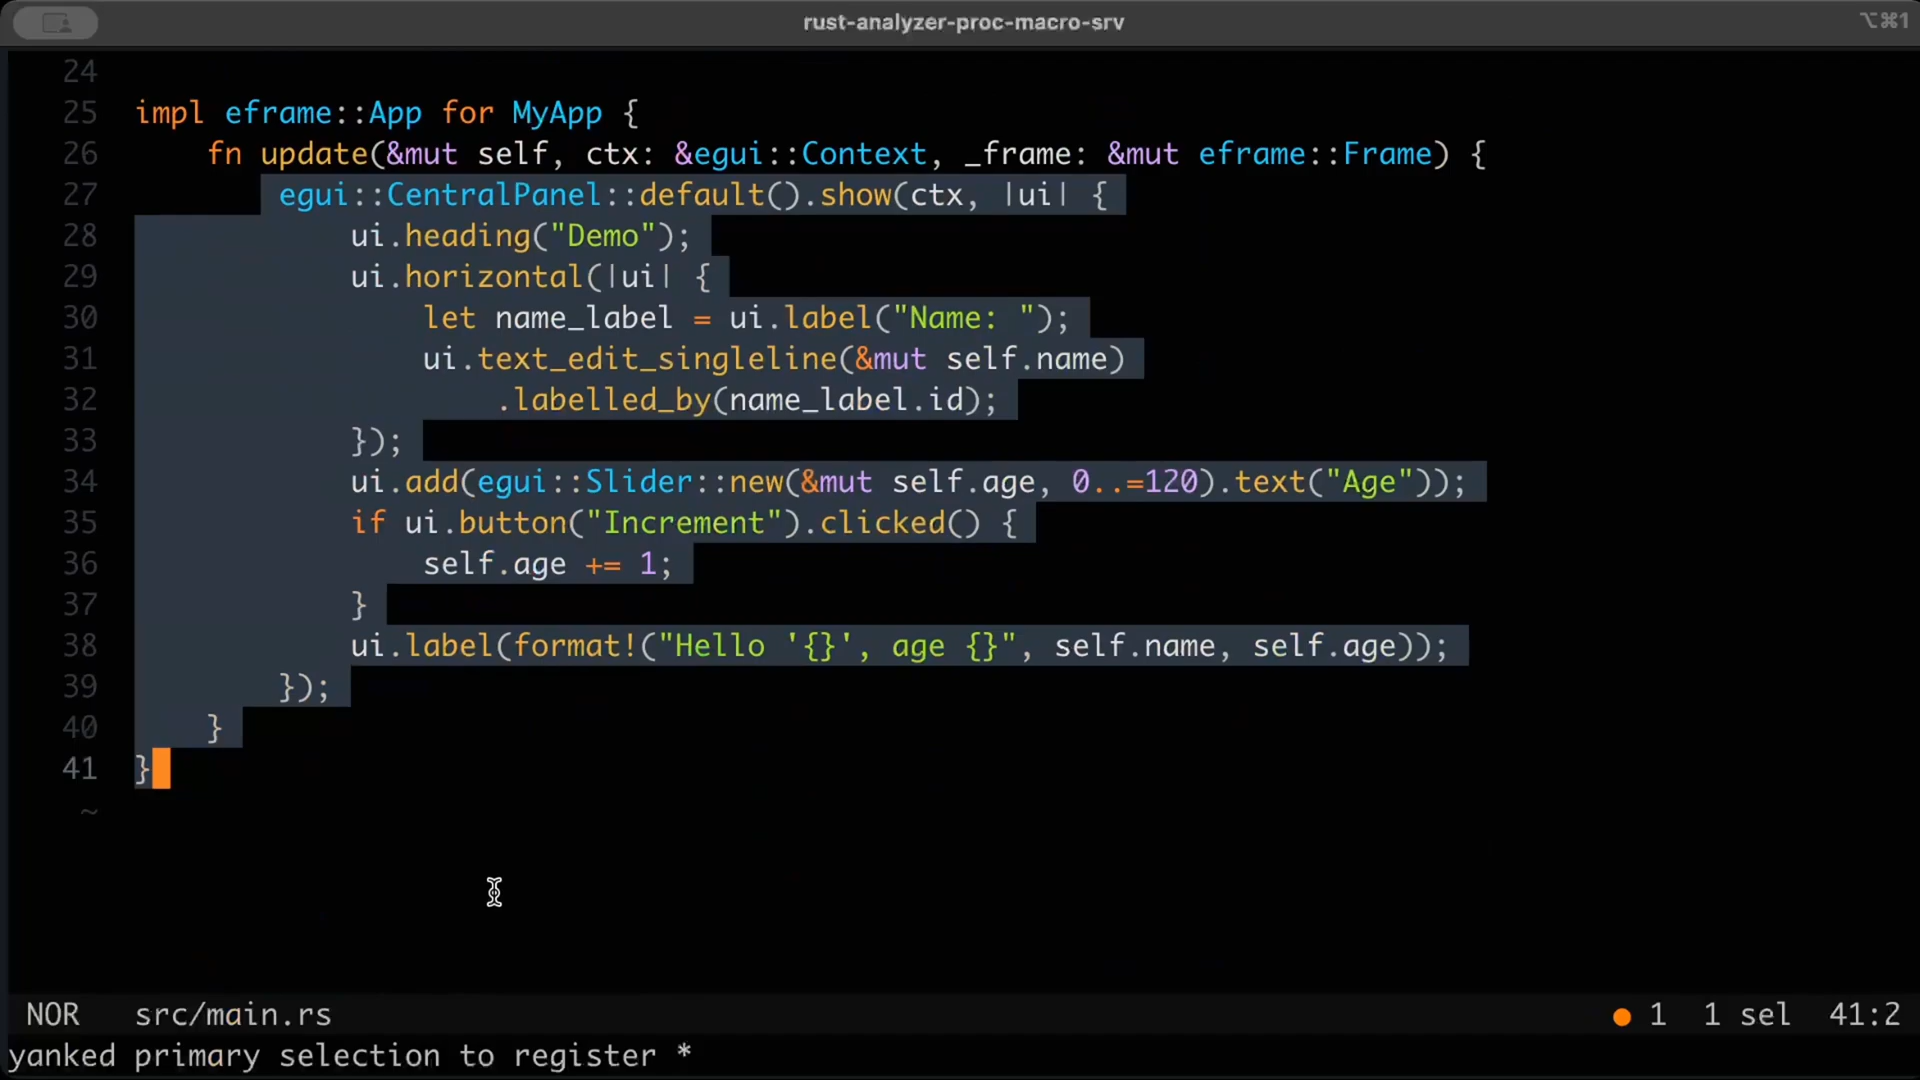 rust-analyzer-proc-macro-srv ⌥⌘1
24
25 impl eframe::App for MyApp {
26     fn update(&mut self, ctx: &egui::Context, _frame: &mut eframe::Frame) {
27         egui::CentralPanel::default().show(ctx, |ui| {
28             ui.heading("Demo");
29             ui.horizontal(|ui| {
30                 let name_label = ui.label("Name: ");
31                 ui.text_edit_singleline(&mut self.name)
32                     .labelled_by(name_label.id);
33             });
34             ui.add(egui::Slider::new(&mut self.age, 0..=120).text("Age"));
35             if ui.button("Increment").clicked() {
36                 self.age += 1;
37             }
38             ui.label(format!("Hello '{}', age {}", self.name, self.age));
39         });
40     }
41 }
~
NOR src/main.rs ● 1 1 sel 41:2
yanked primary selection to register *